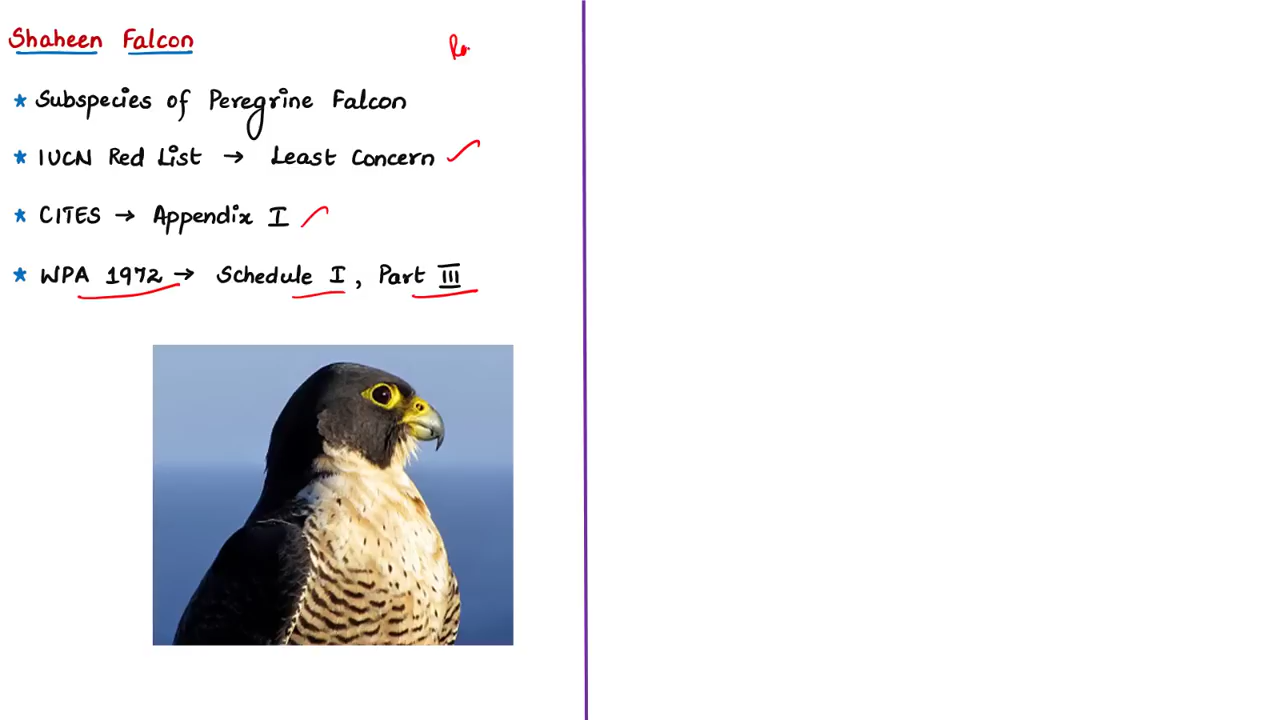 Shaheen Falcon
★ Subspecies of Peregrine Falcon
★ IUCN Red List → Least Concern ✓
★ CITES → Appendix I ✓
★ WPA 1972 → Schedule I, Part III